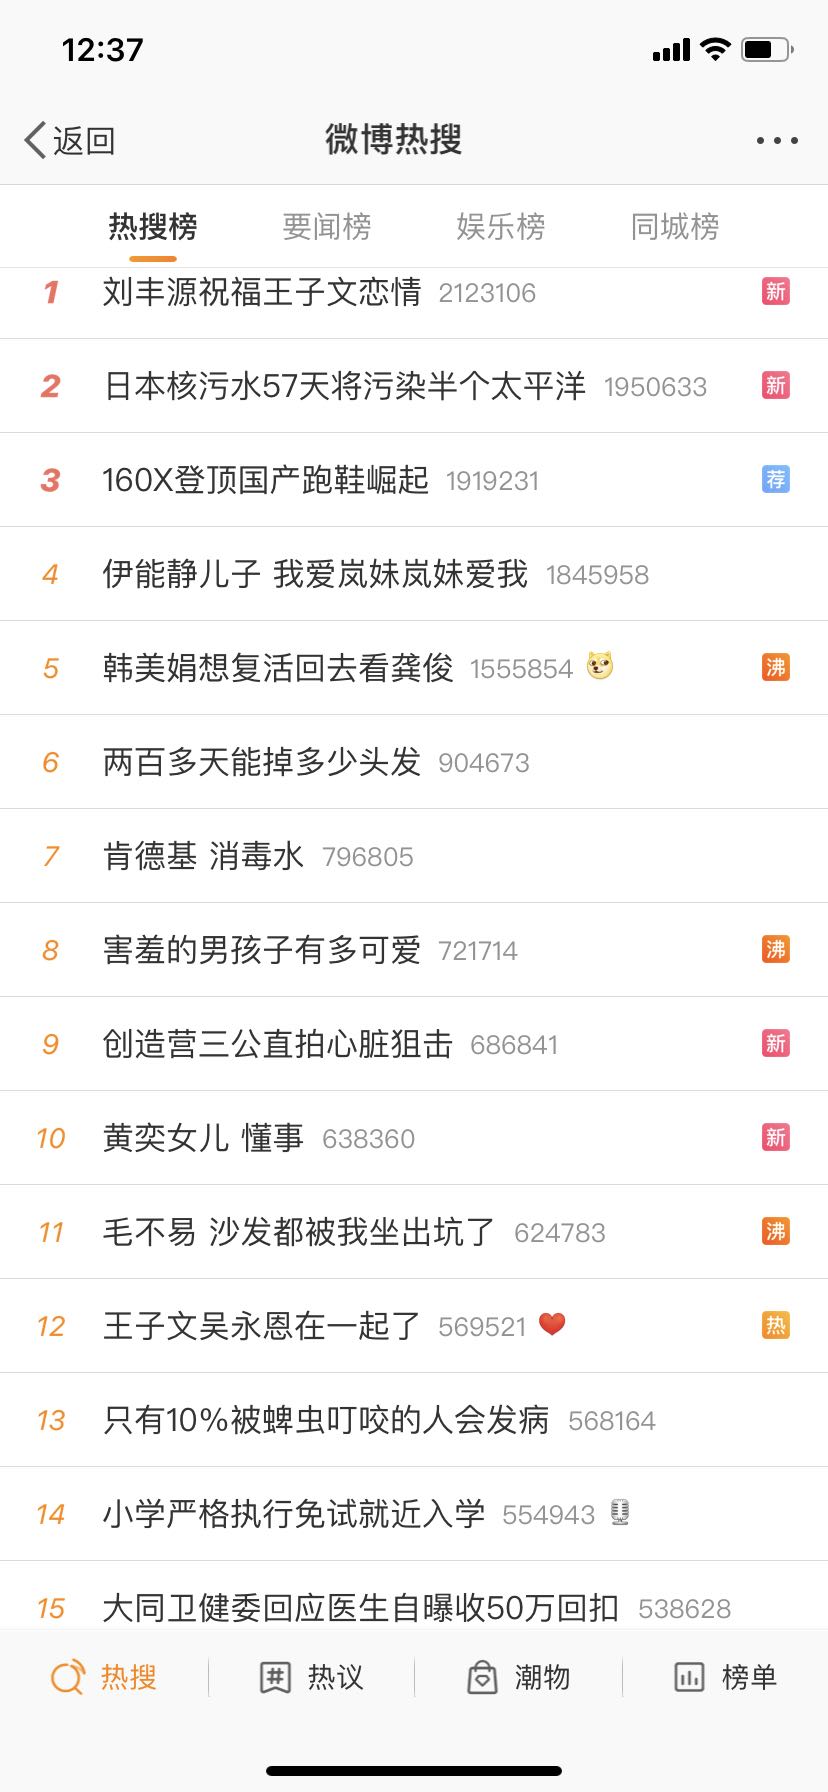 12:37
返回 微博热搜
热搜榜 要闻榜 娱乐榜 同城榜
1 刘丰源祝福王子文恋情 2123106 新
2 日本核污水57天将污染半个太平洋 1950633 新
3 160X登顶国产跑鞋崛起 1919231 荐
4 伊能静儿子 我爱岚妹岚妹爱我 1845958
5 韩美娟想复活回去看龚俊 1555854 沸
6 两百多天能掉多少头发 904673
7 肯德基 消毒水 796805
8 害羞的男孩子有多可爱 721714 沸
9 创造营三公直拍心脏狙击 686841 新
10 黄奕女儿 懂事 638360 新
11 毛不易 沙发都被我坐出坑了 624783 沸
12 王子文吴永恩在一起了 569521 热
13 只有10%被蜱虫叮咬的人会发病 568164
14 小学严格执行免试就近入学 554943
15 大同卫健委回应医生自曝收50万回扣 538628
热搜 热议 潮物 榜单